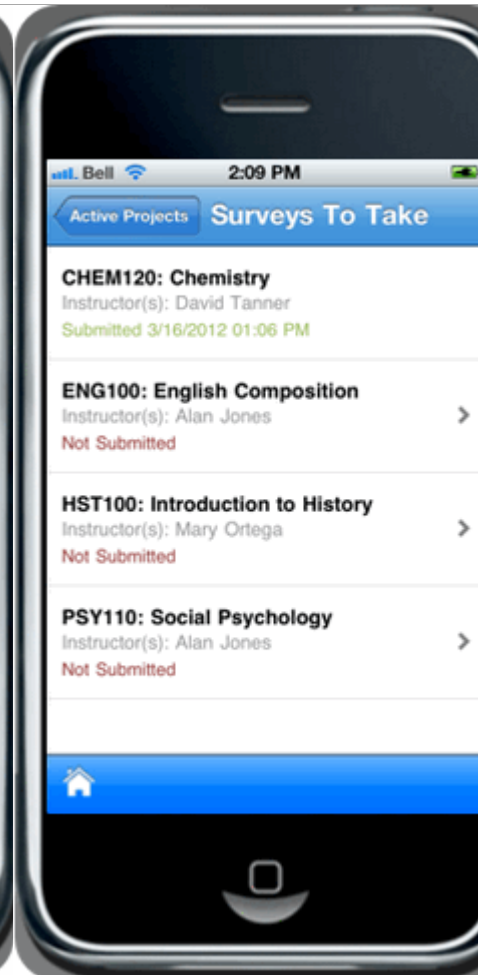 Bell 2:09 PM
Active Projects Surveys To Take
CHEM120: Chemistry
Instructor(s): David Tanner
Submitted 3/16/2012 01:06 PM
ENG100: English Composition
Instructor(s): Alan Jones
Not Submitted
HST100: Introduction to History
Instructor(s): Mary Ortega
Not Submitted
PSY110: Social Psychology
Instructor(s): Alan Jones
Not Submitted